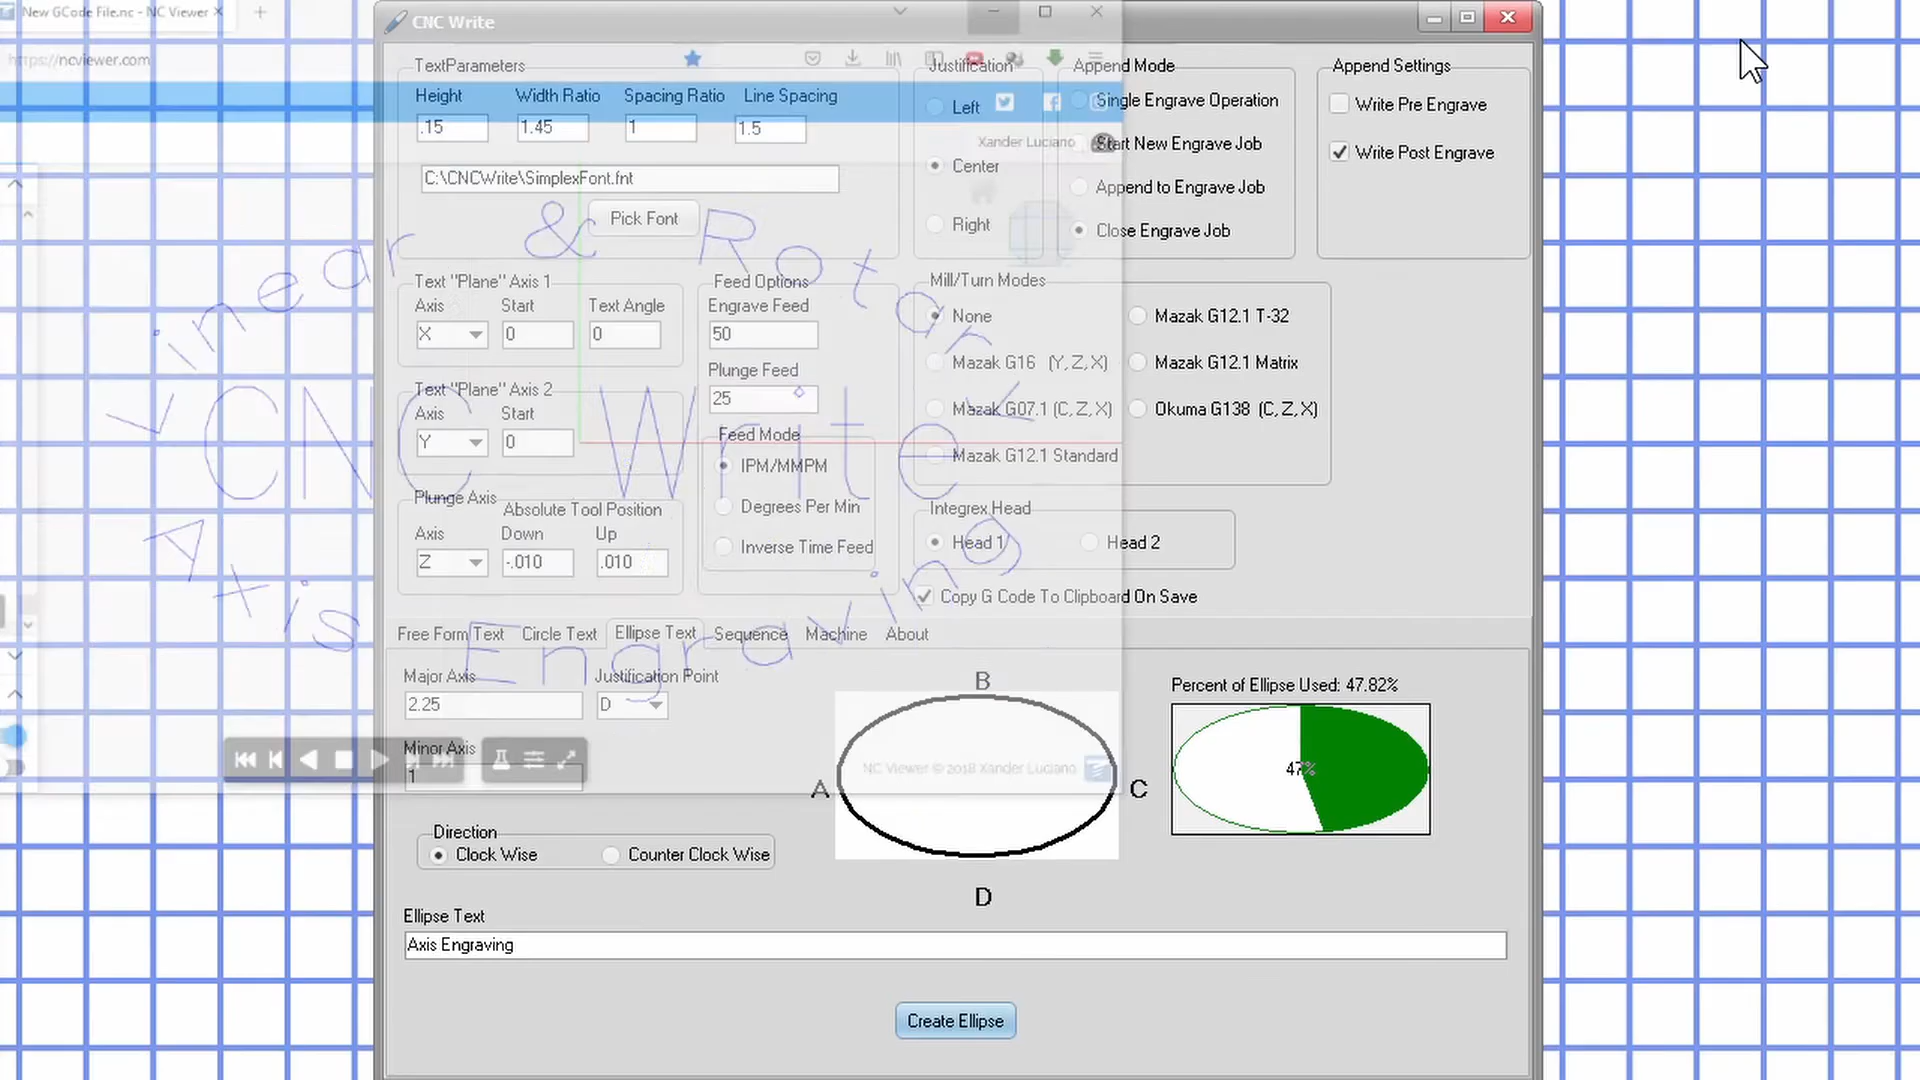 New GCode File.nc - NC Viewer
https://ncviewer.com
CNC Write
TextParameters
Height Width Ratio Spacing Ratio Line Spacing
.15 1.45 1 1.5
C:\CNCWrite\SimplexFont.fnt
Pick Font
Justification
Left
Center
Right
Append Mode
Single Engrave Operation
Start New Engrave Job
Append to Engrave Job
Close Engrave Job
Append Settings
Write Pre Engrave
Write Post Engrave
Xander Luciano
Text "Plane" Axis 1
Axis Start Text Angle
X 0 0
Text "Plane" Axis 2
Axis Start
Y 0
Plunge Axis
Absolute Tool Position
Axis Down Up
Z -.010 .010
Feed Options
Engrave Feed
50
Plunge Feed
25
Feed Mode
IPM/MMPM
Degrees Per Min
Inverse Time Feed
Mill/Turn Modes
None
Mazak G16 (Y, Z, X)
Mazak G07.1 (C, Z, X)
Mazak G12.1 Standard
Mazak G12.1 T-32
Mazak G12.1 Matrix
Okuma G138 (C, Z, X)
Integrex Head
Head 1 Head 2
Copy G Code To Clipboard On Save
Linear & Rotary
CNC Write
Axis Engraving
Free Form Text Circle Text Ellipse Text Sequence Machine About
Major Axis
2.25
Justification Point
D
Minor Axis
1
Direction
Clock Wise Counter Clock Wise
B
A
C
D
NC Viewer © 2018 Xander Luciano
Percent of Ellipse Used: 47.82%
47%
Ellipse Text
Axis Engraving
Create Ellipse